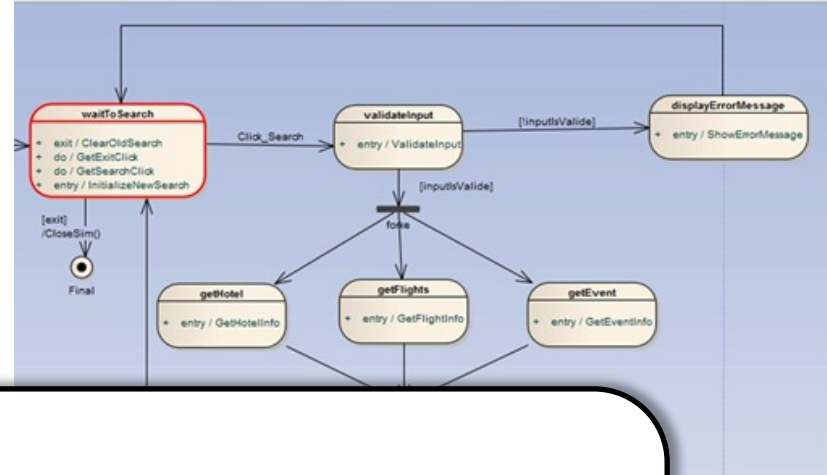 waitToSearch
+ exit / ClearOldSearch
+ do / GetExitClick
+ do / GetSearchClick
+ entry / InitializeNewSearch
Click_Search
validateInput
+ entry / ValidateInput
[!inputIsValide]
displayErrorMessage
+ entry / ShowErrorMessage
[inputIsValide]
forke
[exit]
/CloseSim()
Final
getHotel
+ entry / GetHotelInfo
getFlights
+ entry / GetFlightInfo
getEvent
+ entry / GetEventInfo